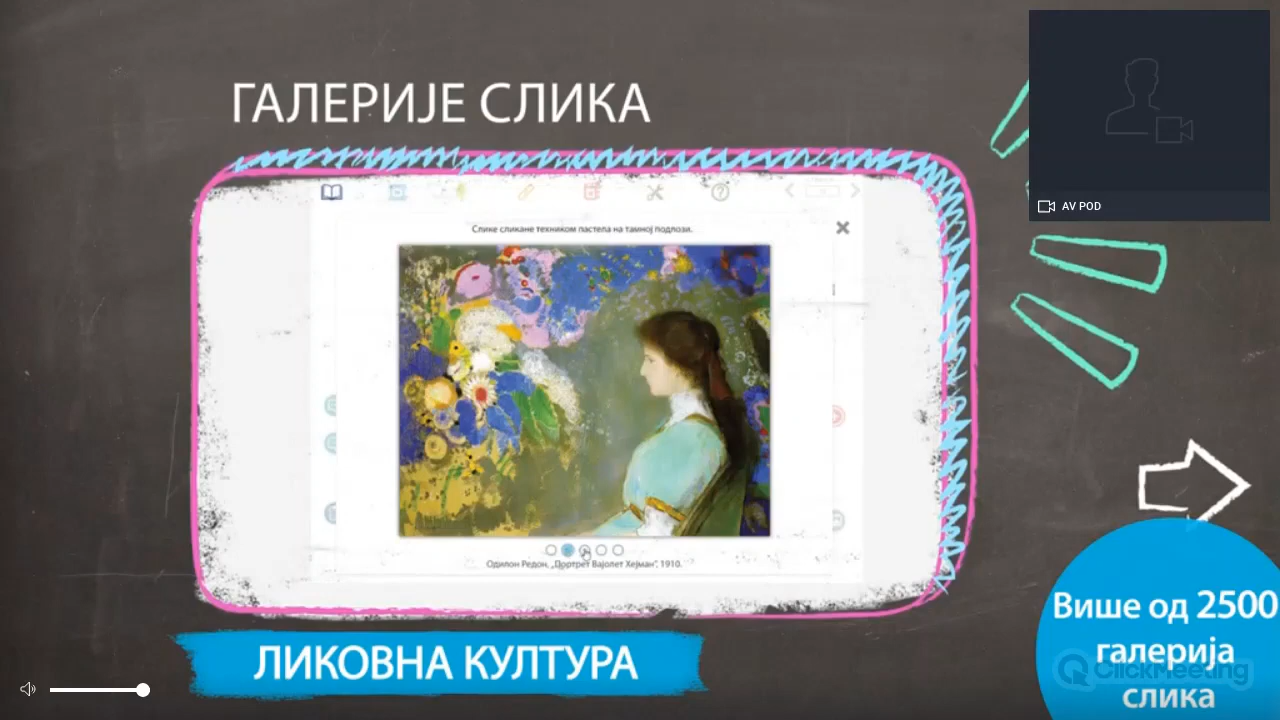 ГАЛЕРИЈЕ СЛИКА
AV POD
Слике сликане техником пастела на тамној подлози.
Одилон Редон, „Портрет Вајолет Хејман”, 1910.
ЛИКОВНА КУЛТУРА
Више од 2500
галерија
слика
ClickMeeting